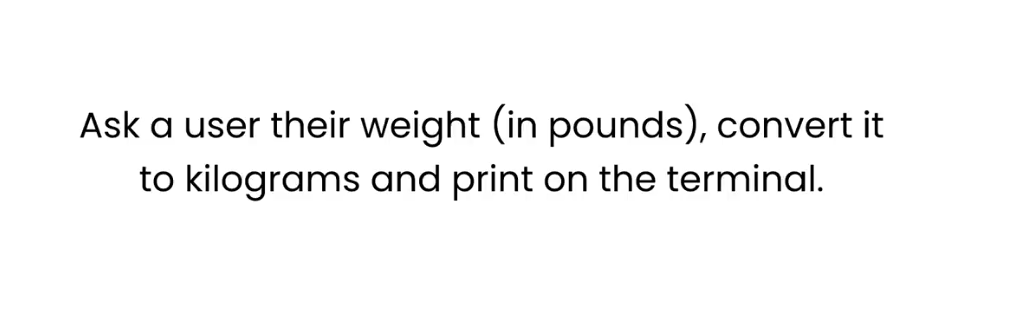 Ask a user their weight (in pounds), convert it
to kilograms and print on the terminal.